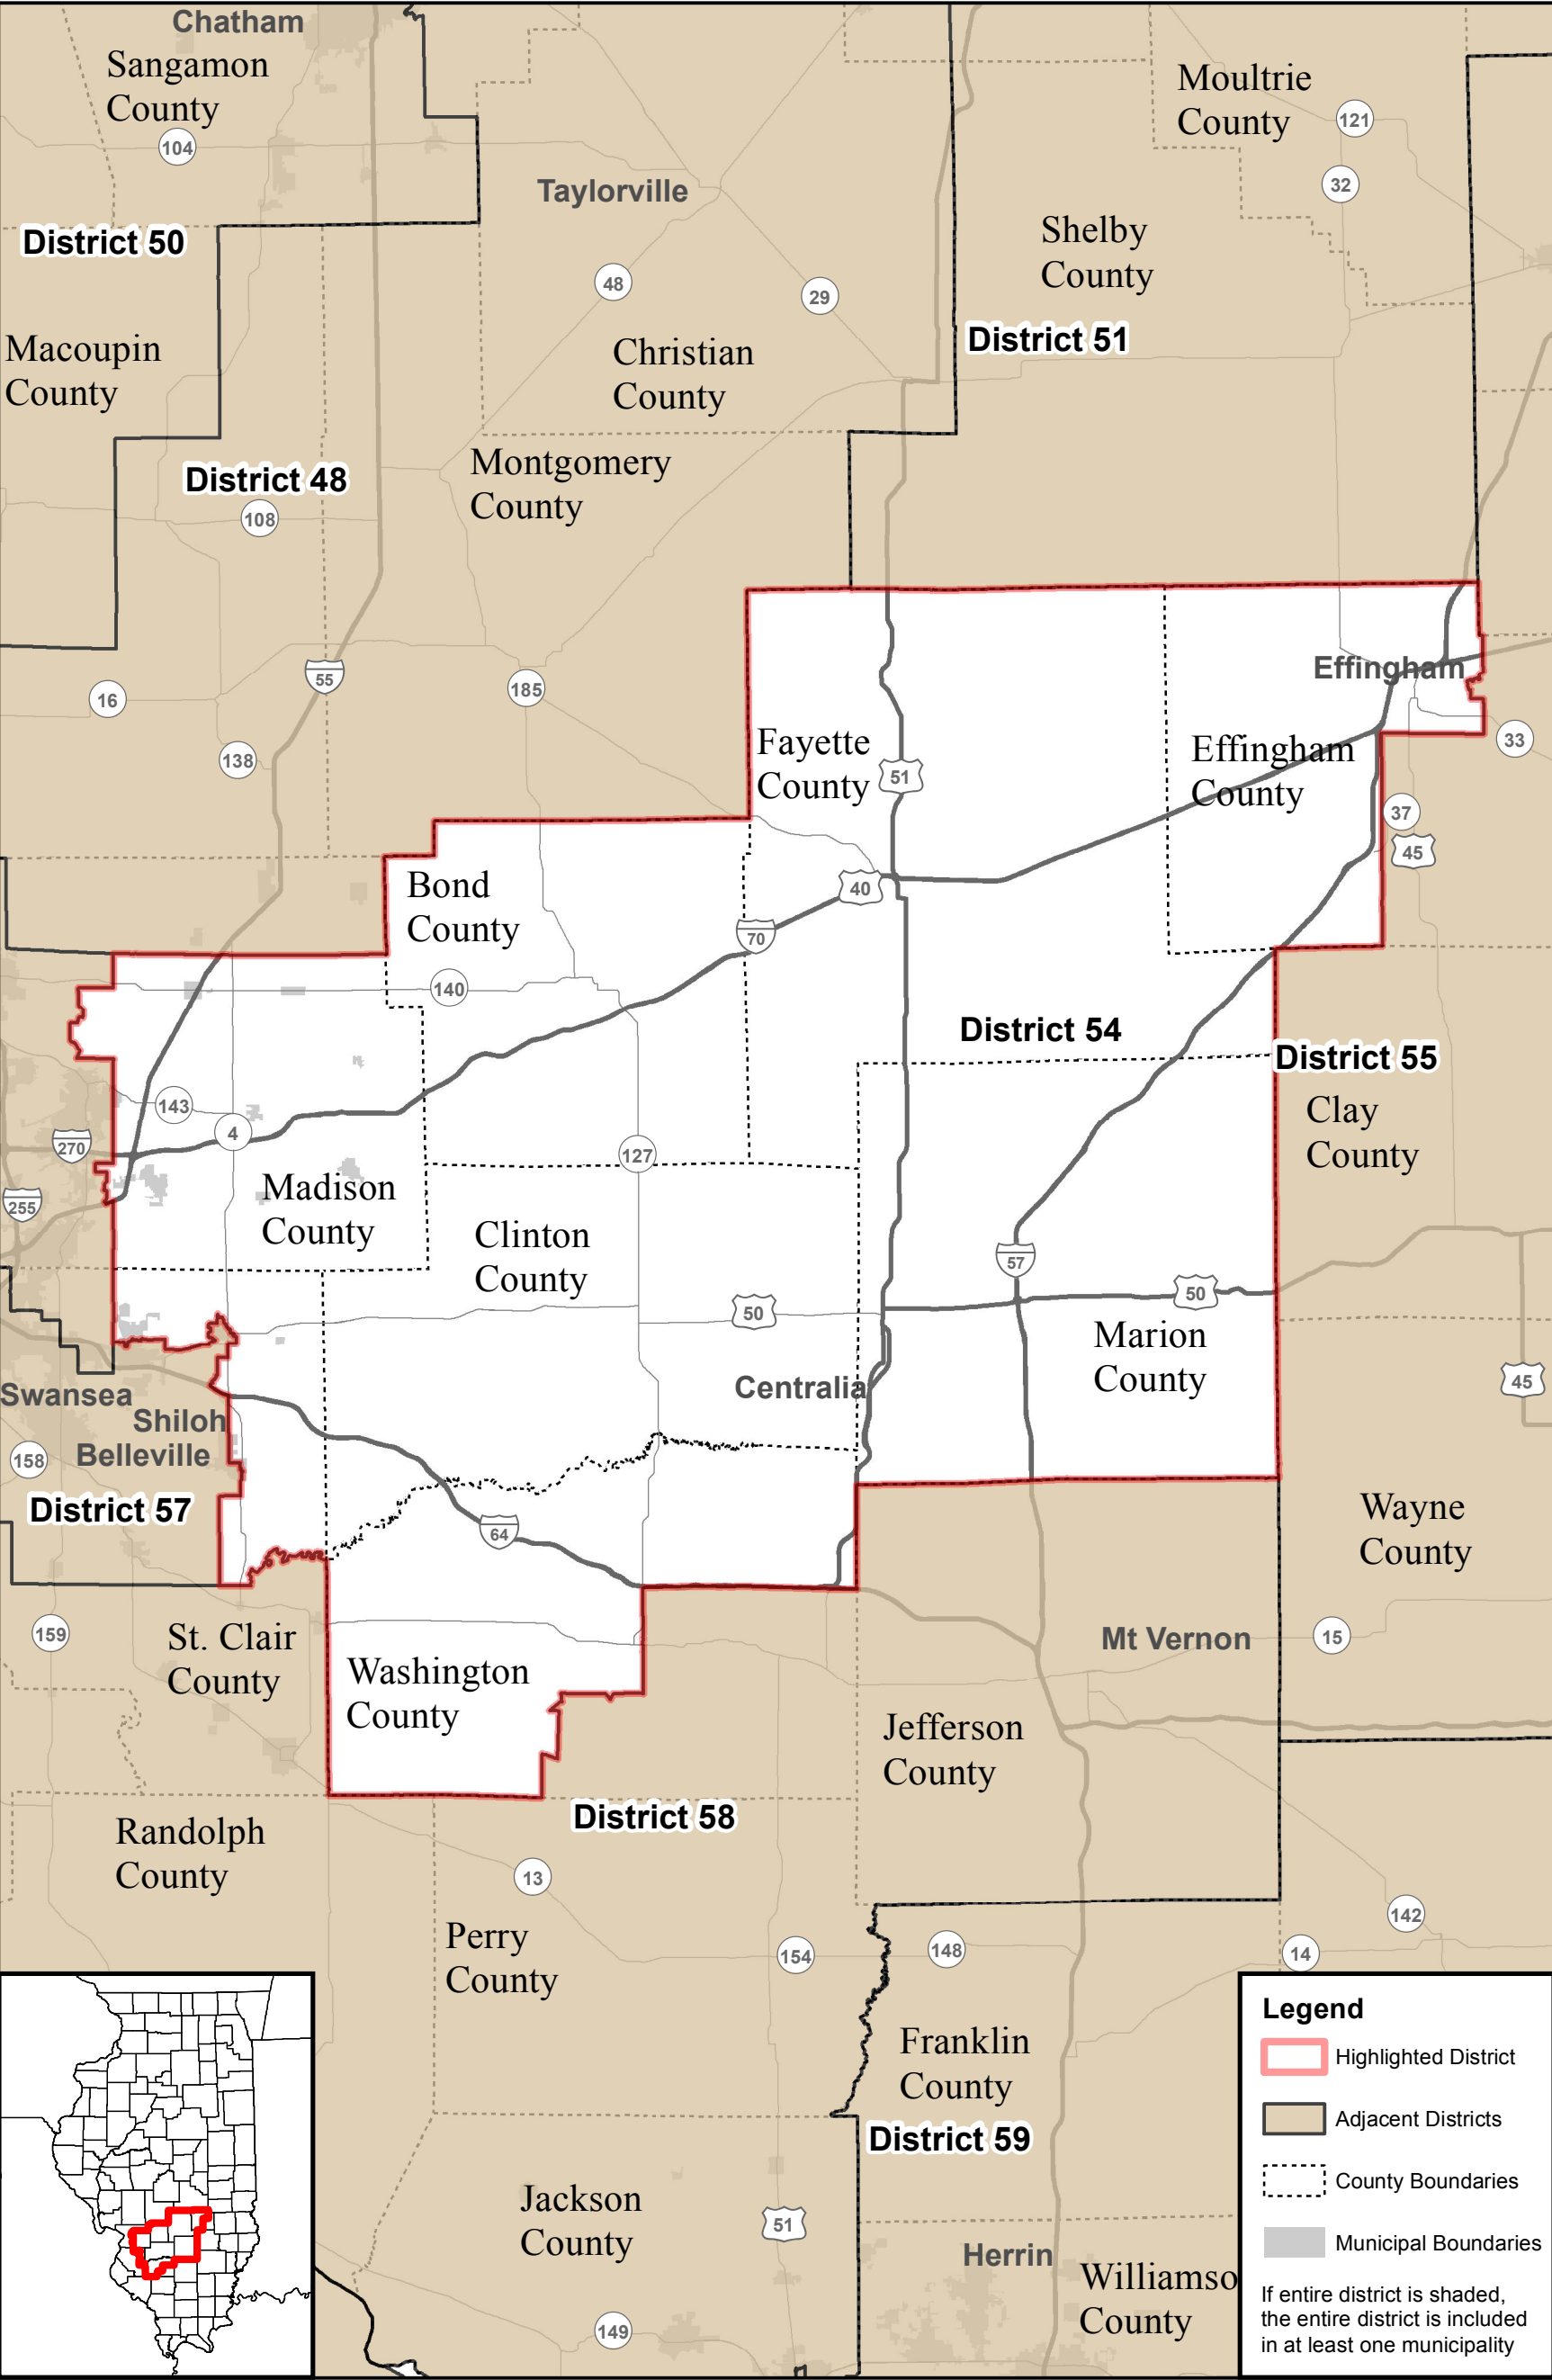 Chatham
Sangamon
County
Moultrie
County
121
104
32
Taylorville
Shelby
County
District 50
48
29
District 51
Macoupin
County
Christian
County
Montgomery
County
District 48
108
55
16
185
Effingham
138
Fayette
County
51
Effingham
County
33
37
45
Bond
County
40
70
140
District 54
District 55
143
4
270
127
Clay
County
255
Madison
County
Clinton
County
57
50
50
Marion
County
Swansea
Centralia
45
Shiloh
Belleville
158
District 57
64
Wayne
County
159
St. Clair
County
Mt Vernon
15
Washington
County
Jefferson
County
District 58
Randolph
County
13
142
Perry
County
154
148
14
Franklin
County
District 59
Jackson
County
51
Herrin
Williamso
County
149
Legend
Highlighted District
Adjacent Districts
County Boundaries
Municipal Boundaries
If entire district is shaded,
the entire district is included
in at least one municipality